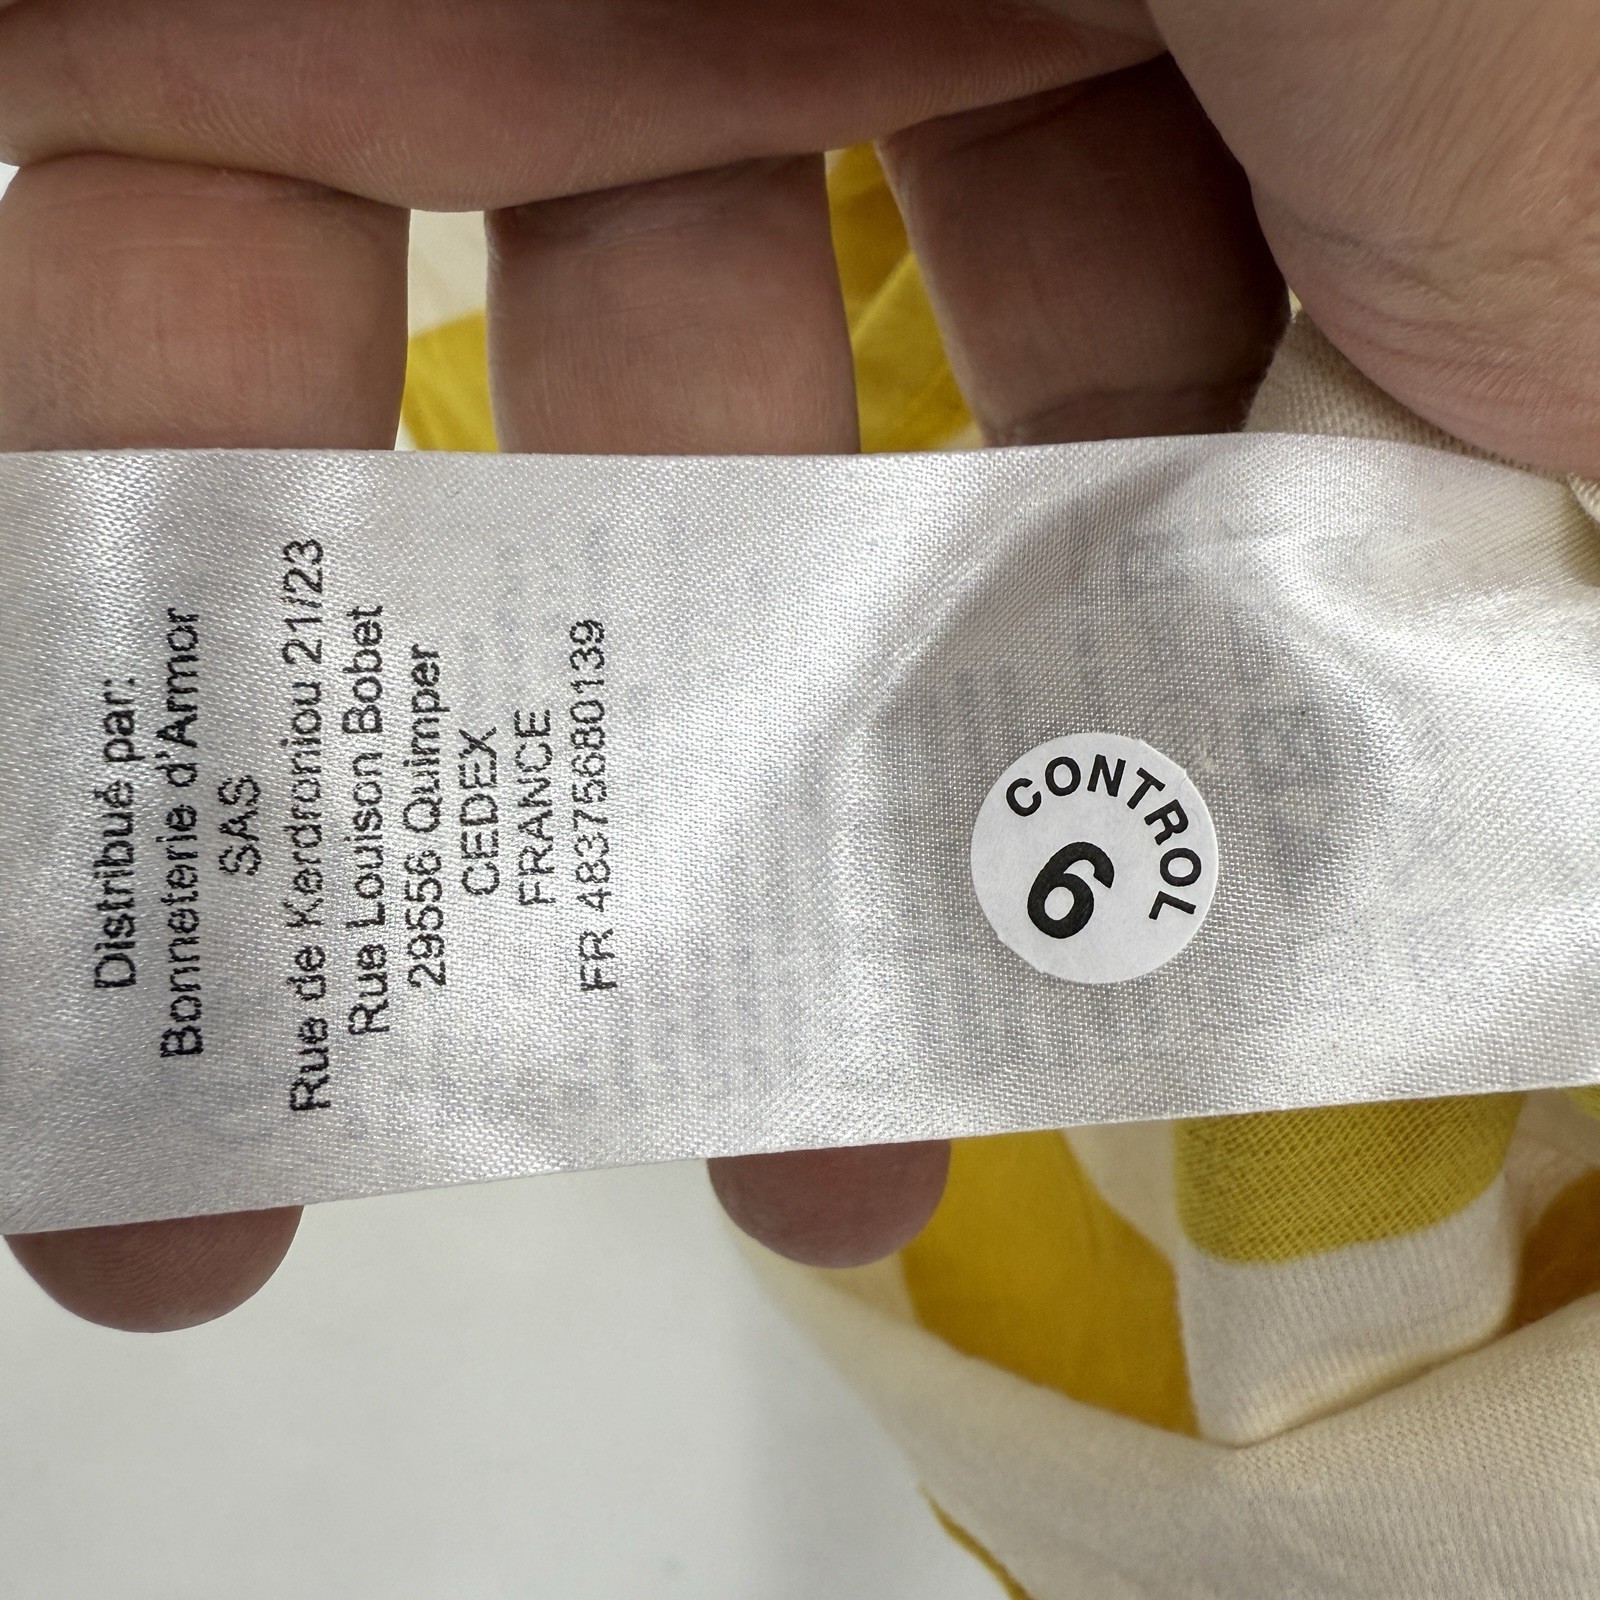 Distribué par:
Bonneterie d'Armor
SAS
Rue de Kerdroniou 21/23
Rue Louison Bobet
29556 Quimper
CEDEX
FRANCE
FR 48375680139
CONTROL
6